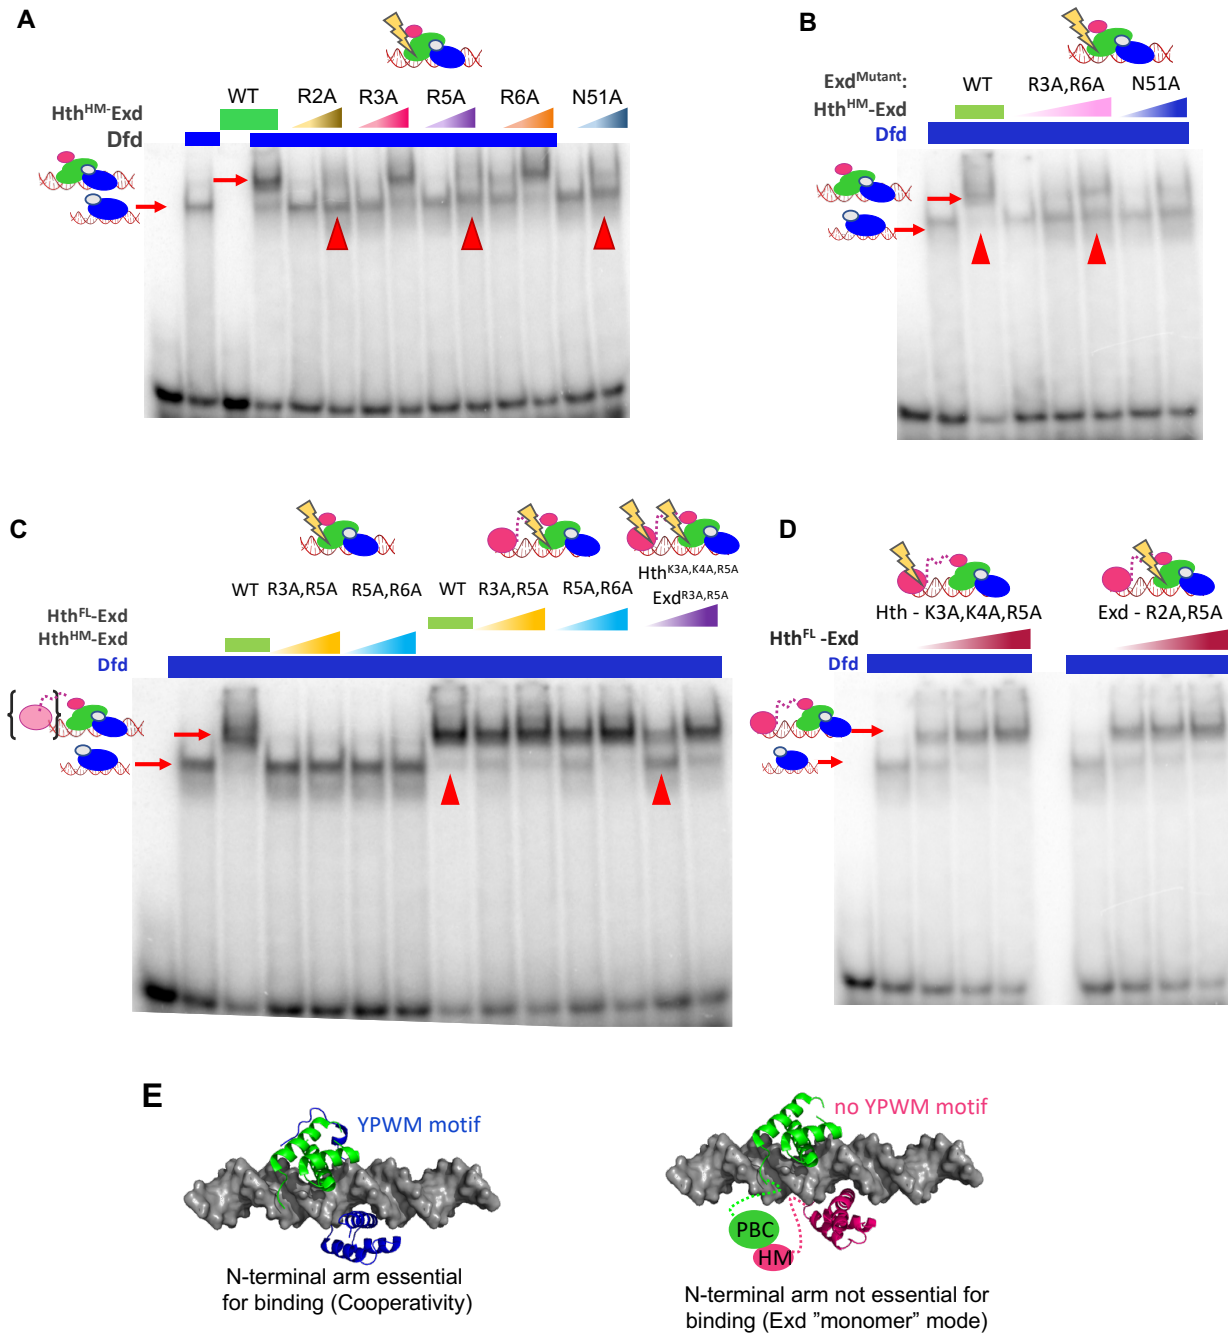 A
WT R2A R3A R5A R6A N51A
Hth^HM-Exd
Dfd
B
Exd^Mutant: WT R3A,R6A N51A
Hth^HM-Exd
Dfd
C
WT R3A,R5A R5A,R6A WT R3A,R5A R5A,R6A Hth^K3A,K4A,R5A
Exd^R3A,R5A
Hth^FL-Exd
Hth^HM-Exd
Dfd
D
Hth - K3A,K4A,R5A Exd - R2A,R5A
Hth^FL -Exd
Dfd
E
YPWM motif
N-terminal arm essential
for binding (Cooperativity)
no YPWM motif
PBC
HM
N-terminal arm not essential for
binding (Exd ”monomer” mode)